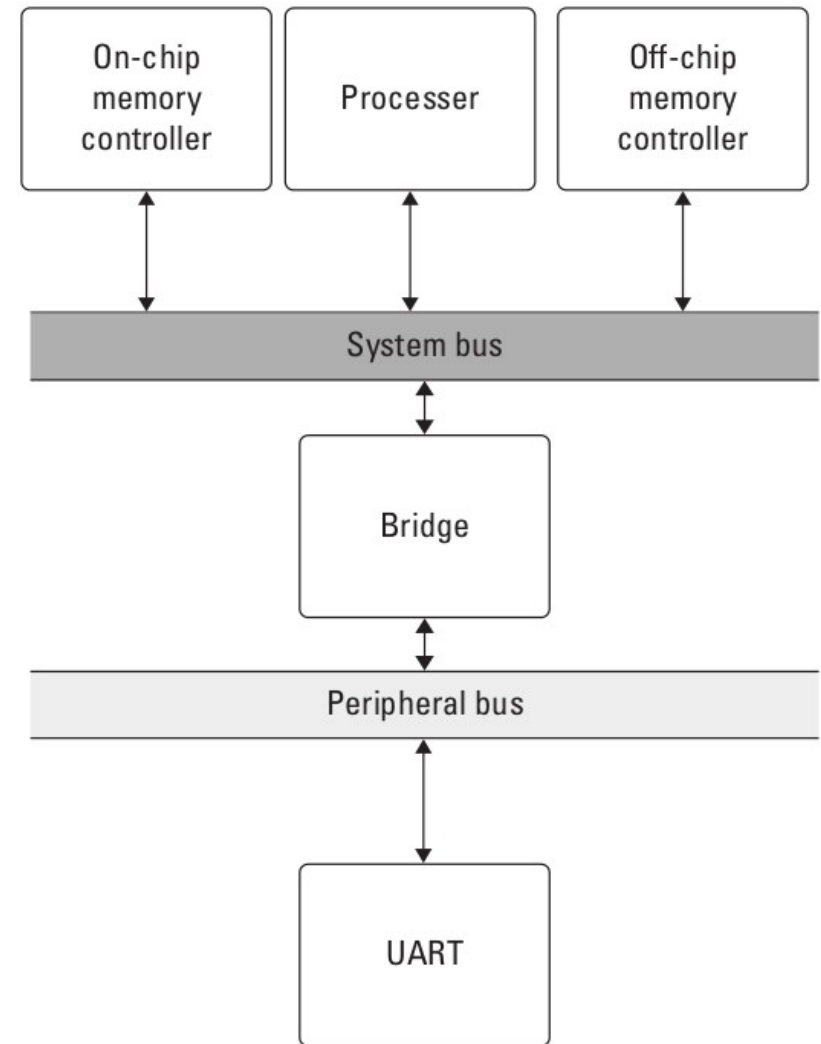 On-chip
memory
controller
Processer
Off-chip
memory
controller
System bus
Bridge
Peripheral bus
UART